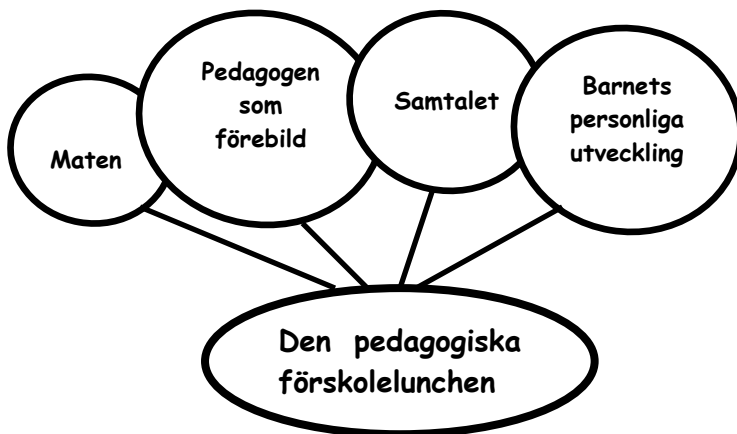 Maten
Pedagogen
som
förebild
Samtalet
Barnets
personliga
utveckling
Den pedagogiska
förskolelunchen